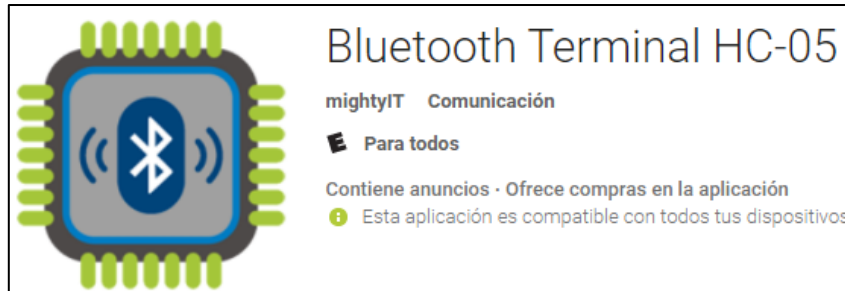 Bluetooth Terminal HC-05
mightyIT Comunicación
E Para todos
Contiene anuncios · Ofrece compras en la aplicación
Esta aplicación es compatible con todos tus dispositivos